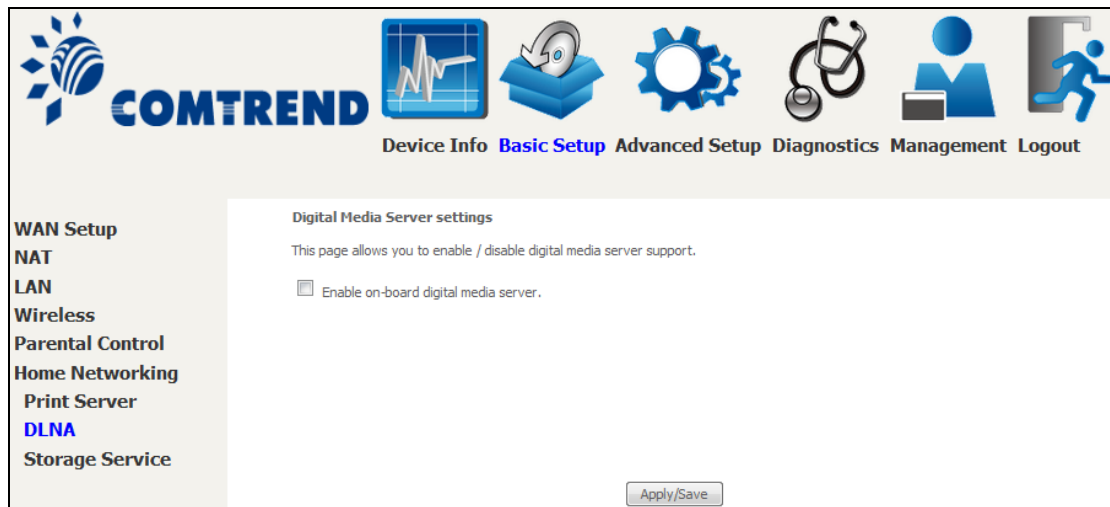 COMTREND
Device Info Basic Setup Advanced Setup Diagnostics Management Logout
WAN Setup
NAT
LAN
Wireless
Parental Control
Home Networking
Print Server
DLNA
Storage Service
Digital Media Server settings
This page allows you to enable / disable digital media server support.
Enable on-board digital media server.
Apply/Save